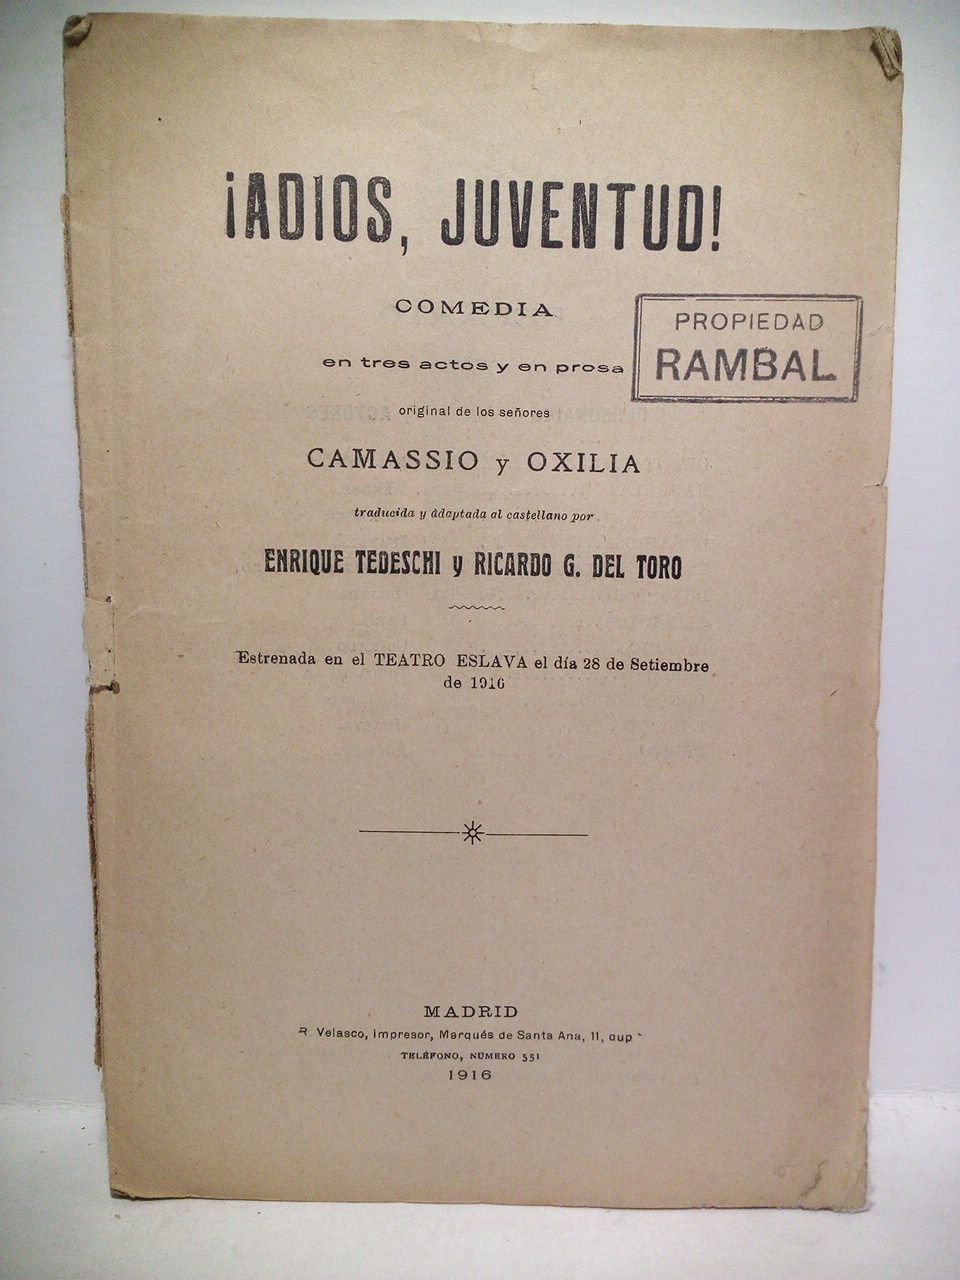 ¡ADIOS, JUVENTUD!
COMEDIA
en tres actos y en prosa
PROPIEDAD
RAMBAL
original de los señores
CAMASSIO y OXILIA
traducida y adaptada al castellano por
ENRIQUE TEDESCHI y RICARDO G. DEL TORO
Estrenada en el TEATRO ESLAVA el día 28 de Setiembre
de 1916
MADRID
R. Velasco, impresor, Marqués de Santa Ana, 11, dup
TELÉFONO, NÚMERO 551
1916